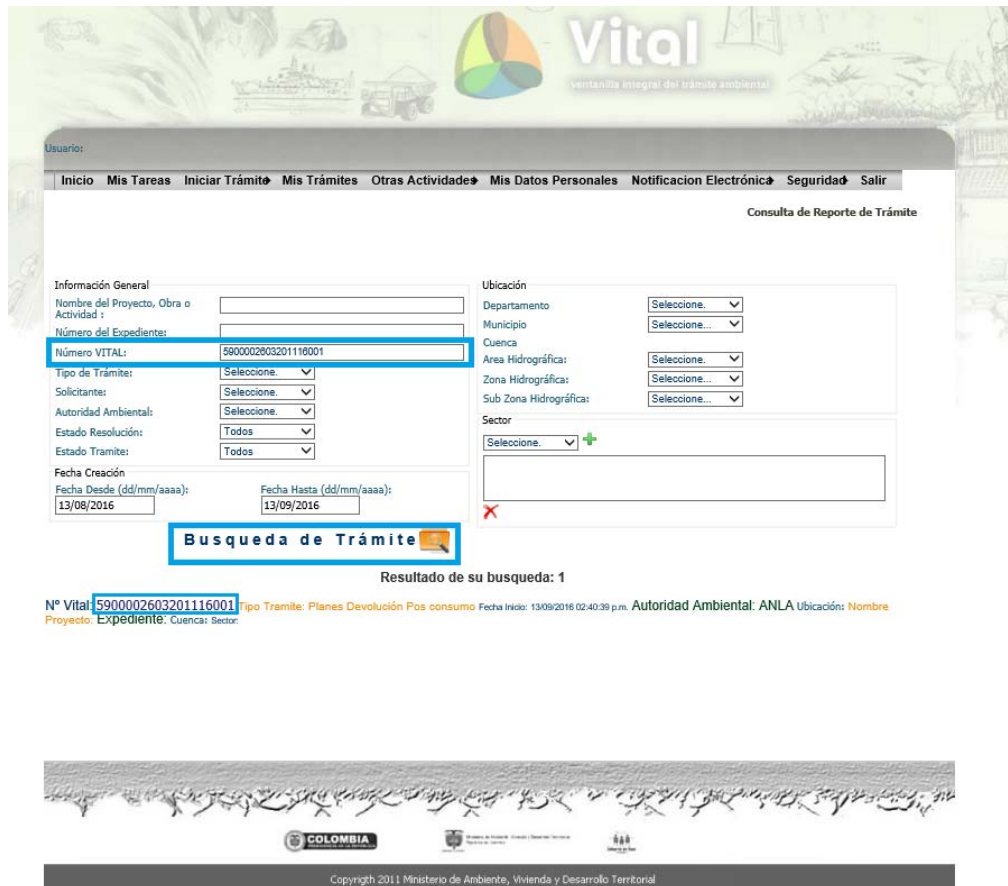 Vital
ventanilla integral del trámite ambiental
Usuario:
Inicio Mis Tareas Iniciar Trámite Mis Trámites Otras Actividades Mis Datos Personales Notificacion Electrónica Seguridad Salir
Consulta de Reporte de Trámite
Información General
Nombre del Proyecto, Obra o
Actividad :
Número del Expediente:
Número VITAL: 5900002603201116001
Tipo de Trámite: Seleccione.
Solicitante: Seleccione.
Autoridad Ambiental: Seleccione.
Estado Resolución: Todos
Estado Tramite: Todos
Fecha Creación
Fecha Desde (dd/mm/aaaa): Fecha Hasta (dd/mm/aaaa):
13/08/2016 13/09/2016
Ubicación
Departamento Seleccione.
Municipio Seleccione...
Cuenca
Area Hidrográfica: Seleccione.
Zona Hidrográfica: Seleccione...
Sub Zona Hidrográfica: Seleccione...
Sector
Seleccione.
Busqueda de Trámite
Resultado de su busqueda: 1
Nº Vital: 5900002603201116001 Tipo Tramite: Planes Devolución Pos consumo Fecha Inicio: 13/09/2016 02:40:39 p.m. Autoridad Ambiental: ANLA Ubicación: Nombre
Proyecto: Expediente: Cuenca: Sector:
COLOMBIA
Copyrigth 2011 Ministerio de Ambiente, Vivienda y Desarrollo Territorial